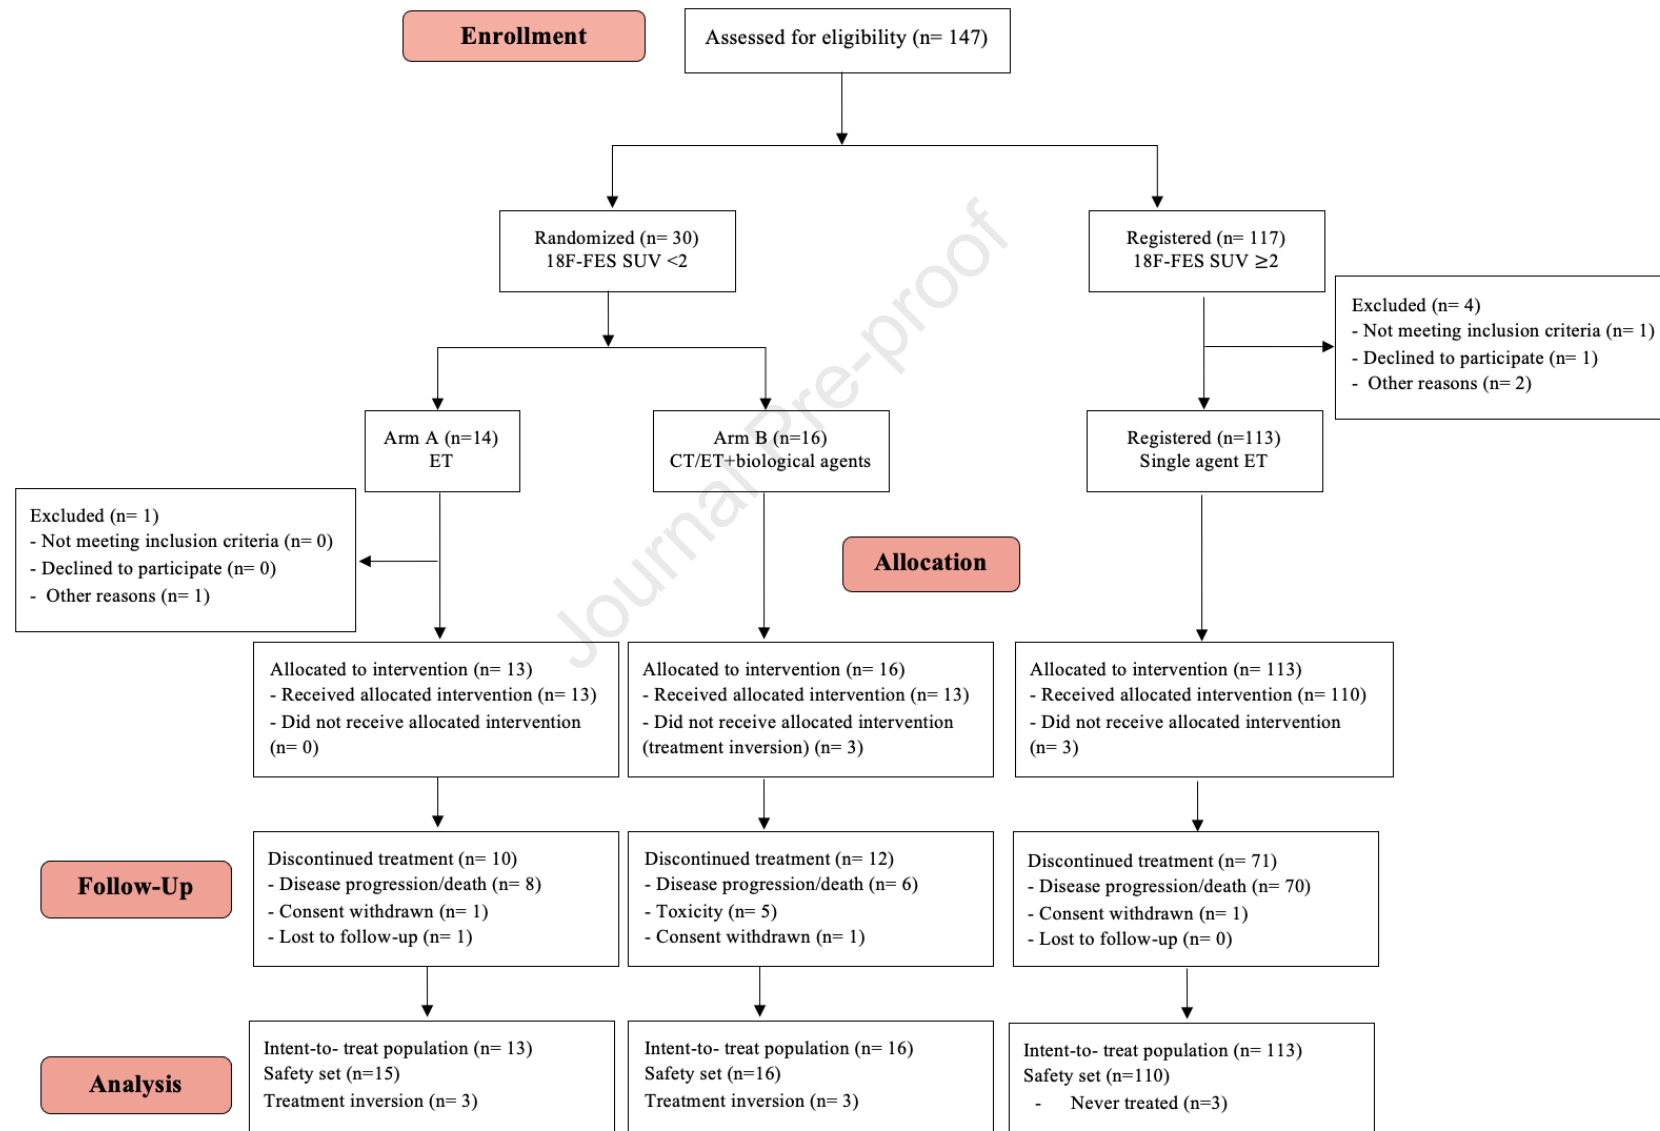 Enrollment
Assessed for eligibility (n= 147)
Randomized (n= 30)
18F-FES SUV <2
Registered (n= 117)
18F-FES SUV ≥2
Excluded (n= 4)
- Not meeting inclusion criteria (n= 1)
- Declined to participate (n= 1)
- Other reasons (n= 2)
Arm A (n=14)
ET
Arm B (n=16)
CT/ET+biological agents
Registered (n=113)
Single agent ET
Excluded (n= 1)
- Not meeting inclusion criteria (n= 0)
- Declined to participate (n= 0)
- Other reasons (n= 1)
Allocation
Allocated to intervention (n= 13)
- Received allocated intervention (n= 13)
- Did not receive allocated intervention
(n= 0)
Allocated to intervention (n= 16)
- Received allocated intervention (n= 13)
- Did not receive allocated intervention
(treatment inversion) (n= 3)
Allocated to intervention (n= 113)
- Received allocated intervention (n= 110)
- Did not receive allocated intervention
(n= 3)
Follow-Up
Discontinued treatment (n= 10)
- Disease progression/death (n= 8)
- Consent withdrawn (n= 1)
- Lost to follow-up (n= 1)
Discontinued treatment (n= 12)
- Disease progression/death (n= 6)
- Toxicity (n= 5)
- Consent withdrawn (n= 1)
Discontinued treatment (n= 71)
- Disease progression/death (n= 70)
- Consent withdrawn (n= 1)
- Lost to follow-up (n= 0)
Analysis
Intent-to- treat population (n= 13)
Safety set (n=15)
Treatment inversion (n= 3)
Intent-to- treat population (n= 16)
Safety set (n=16)
Treatment inversion (n= 3)
Intent-to- treat population (n= 113)
Safety set (n=110)
- Never treated (n=3)
Journal Pre-proof